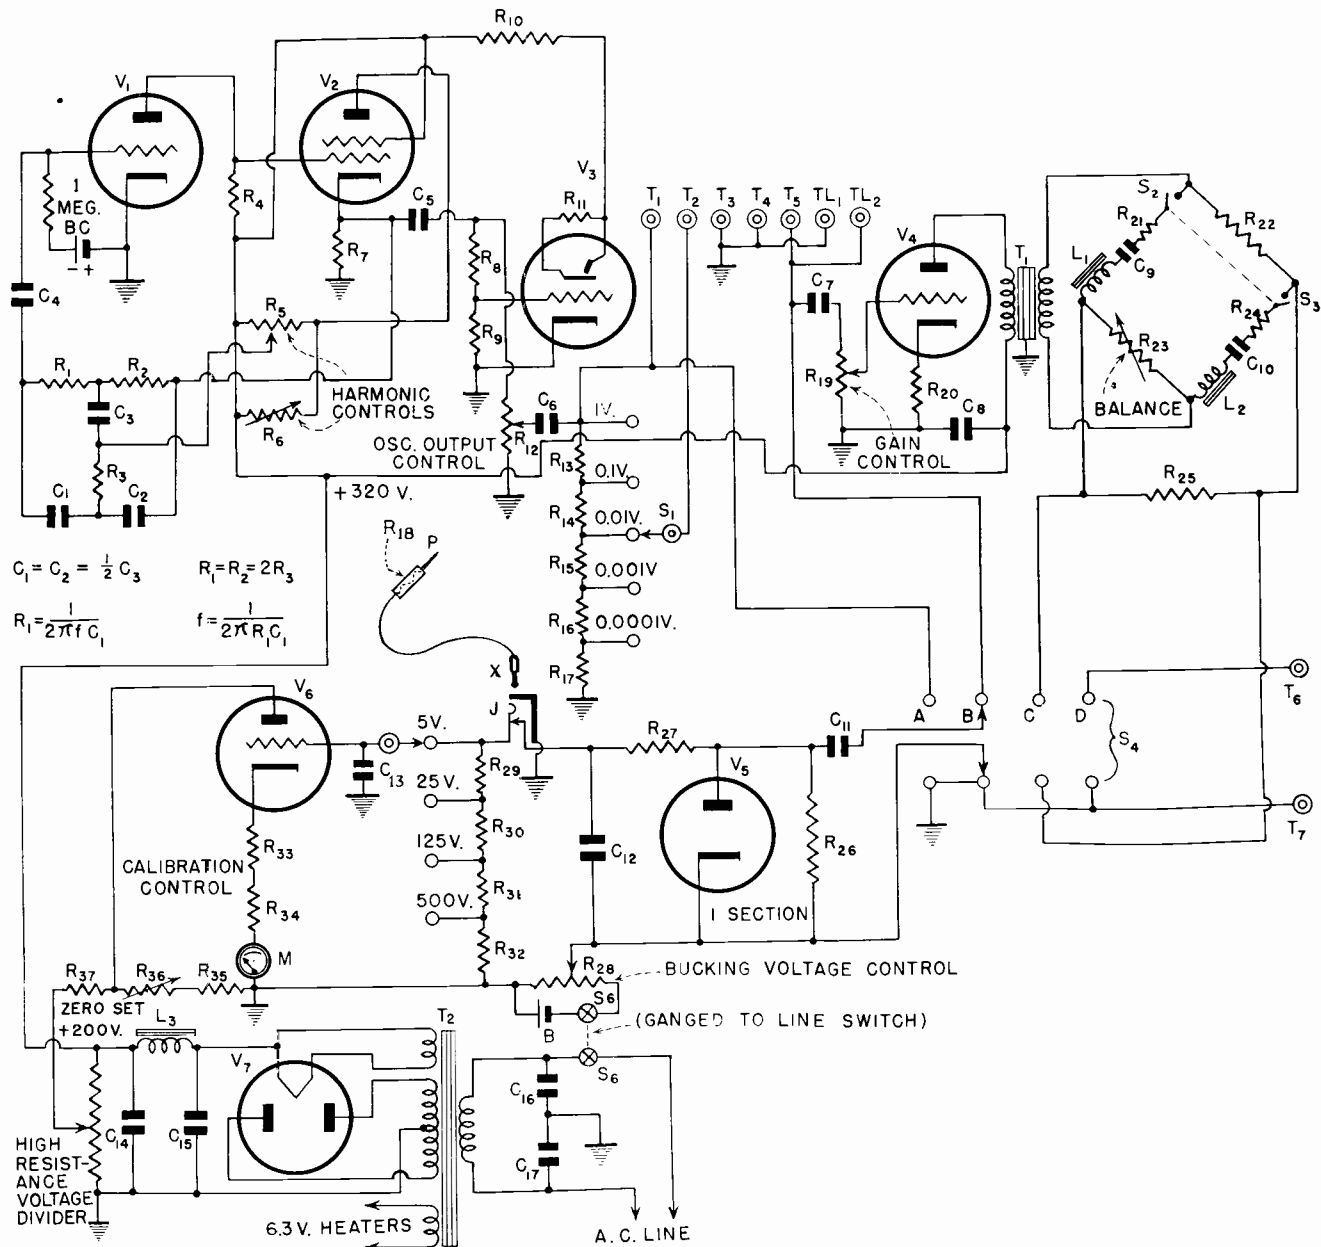 R10
V1
V2
V3
1
MEG.
BC
- +
R4
C5
R7
R8
R11
R9
T1 T2 T3 T4 T5 TL1 TL2
V4
C7
R19
R20
C8
GAIN
CONTROL
T1
S2
R21
C9
L1
R22
S3
R24
R23
C10
L2
BALANCE
R25
C4
R5
R1
R2
C3
R3
C1
C2
HARMONIC
CONTROLS
R6
OSC. OUTPUT
CONTROL
R12
C6
+320 V.
1V.
R13
0.1V.
R14
0.01V.
S1
R15
0.001V
R16
0.0001V.
R17
C1 = C2 = 1/2 C3
R1 = R2 = 2R3
R1 = 1/2πfC1
f = 1/2πR1C1
R18
P
X
J
V6
5V.
C13
R29
25V.
R30
125V.
R31
500V.
R32
R27
V5
C11
C12
R26
1 SECTION
A B C D
S4
T6
T7
CALIBRATION
CONTROL
R33
R34
M
R37
R36
R35
ZERO SET
+200V.
R28
BUCKING VOLTAGE CONTROL
B
S6
(GANGED TO LINE SWITCH)
S6
L3
V7
T2
C14
C15
C16
C17
HIGH
RESIST-
ANCE
VOLTAGE
DIVIDER
6.3V. HEATERS
A.C. LINE